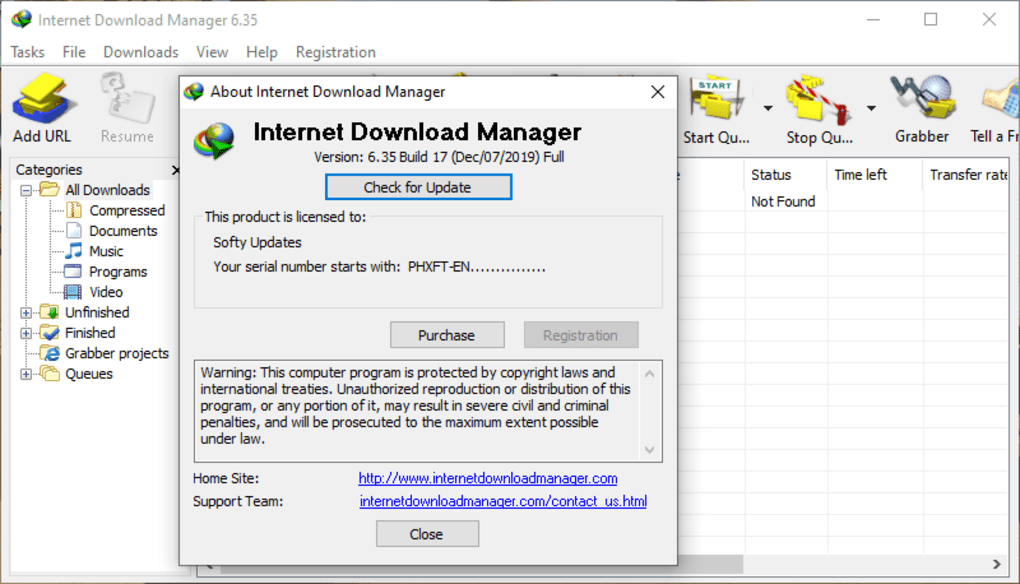 Internet Download Manager 6.35
Tasks File Downloads View Help Registration
Add URL
Resume
Start Qu...
Stop Qu...
Grabber
Tell a Fr
Categories
All Downloads
Compressed
Documents
Music
Programs
Video
Unfinished
Finished
Grabber projects
Queues
About Internet Download Manager
Internet Download Manager
Version: 6.35 Build 17 (Dec/07/2019) Full
Check for Update
This product is licensed to:
Softy Updates
Your serial number starts with: PHXFT-EN...............
Purchase
Registration
Warning: This computer program is protected by copyright laws and
international treaties. Unauthorized reproduction or distribution of this
program, or any portion of it, may result in severe civil and criminal
penalties, and will be prosecuted to the maximum extent possible
under law.
Home Site: http://www.internetdownloadmanager.com
Support Team: internetdownloadmanager.com/contact_us.html
Close
START
Status Time left Transfer rate
Not Found